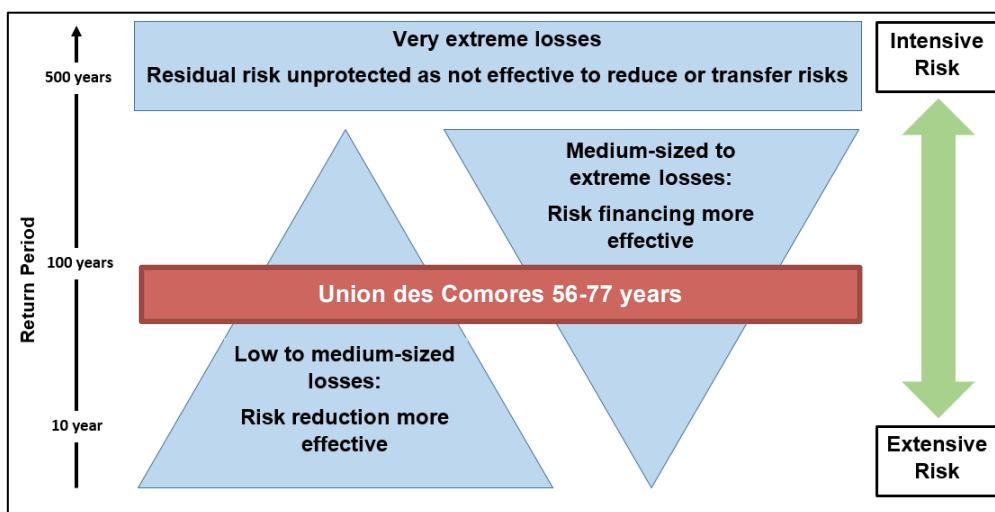 Very extreme losses
Residual risk unprotected as not effective to reduce or transfer risks
Intensive
Risk
Return Period
500 years
100 years
10 year
Medium-sized to
extreme losses:
Risk financing more
effective
Union des Comores 56-77 years
Low to medium-sized
losses:
Risk reduction more
effective
Extensive
Risk